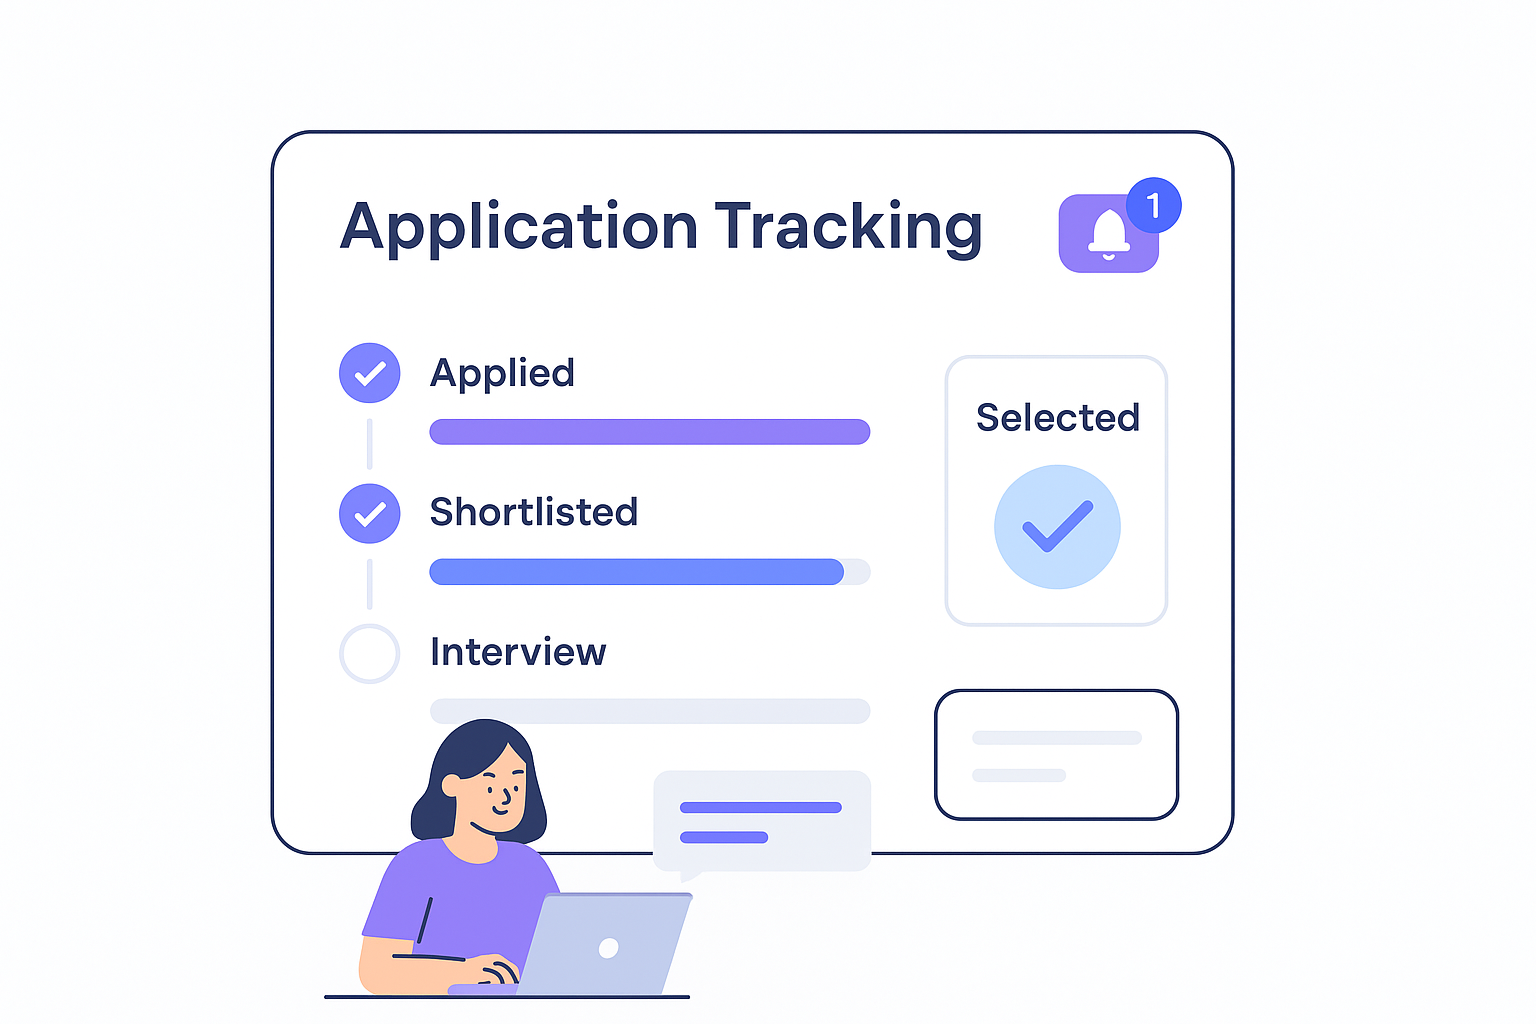 Application Tracking
1
Applied
Shortlisted
Interview
Selected